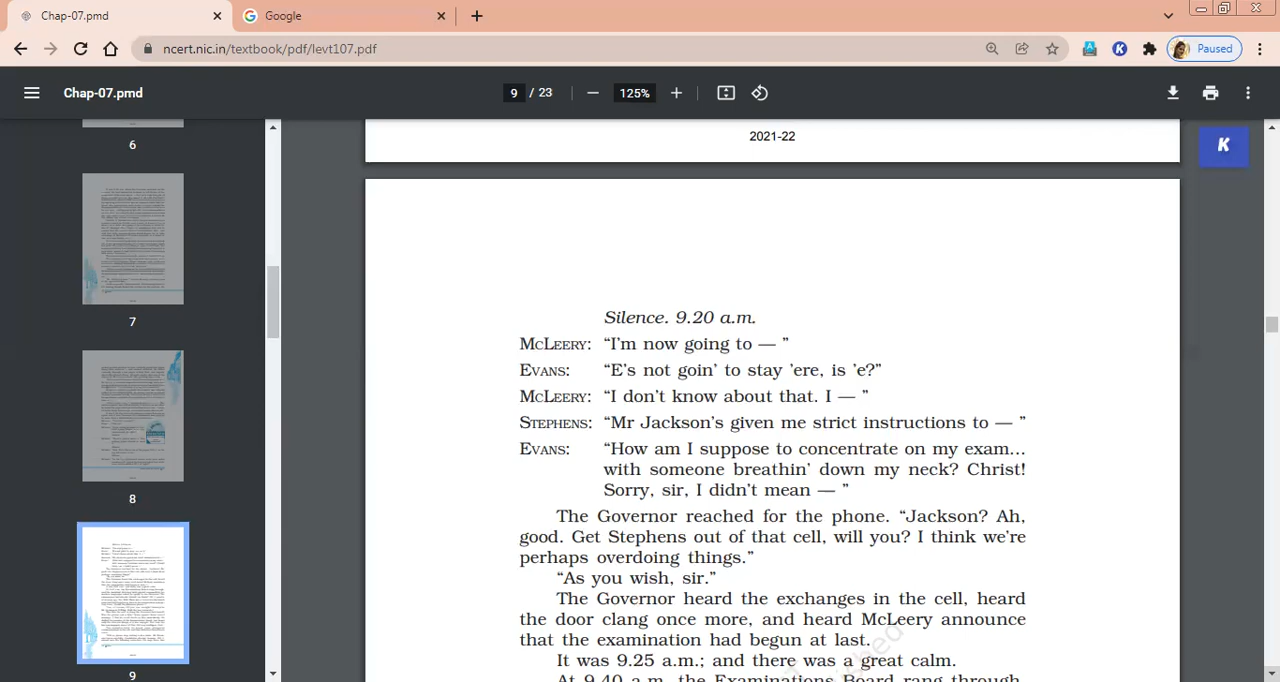 Chap-07.pmd
Google
ncert.nic.in/textbook/pdf/levt107.pdf
Paused
Chap-07.pmd
9 / 23
125%
6
7
8
9
K
2021-22
Silence. 9.20 a.m.
MCLEERY: “I’m now going to — ”
EVANS: “E’s not goin’ to stay ’ere, is ’e?”
MCLEERY: “I don’t know about that. I — ”
STEPHENS: “Mr Jackson’s given me strict instructions to — ”
EVANS: “How am I suppose to concentrate on my exam...
with someone breathin’ down my neck? Christ!
Sorry, sir, I didn’t mean — ”
The Governor reached for the phone. “Jackson? Ah,
good. Get Stephens out of that cell, will you? I think we’re
perhaps overdoing things.”
“As you wish, sir.”
The Governor heard the exchanges in the cell, heard
the door clang once more, and heard McLeery announce
that the examination had begun at last.
It was 9.25 a.m.; and there was a great calm.
At 9.40 a.m. the Examinations Board rang through,